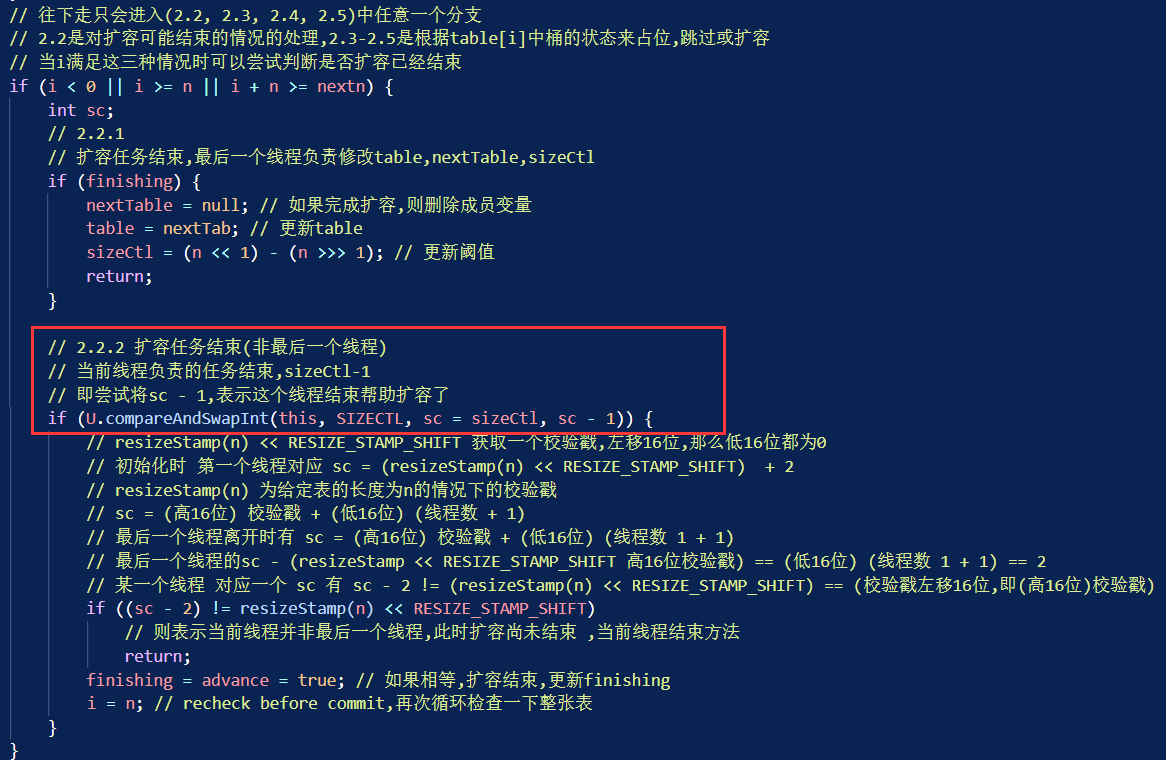 // 往下走只会进入(2.2, 2.3, 2.4, 2.5)中任意一个分支
// 2.2是对扩容可能结束的情况的处理,2.3-2.5是根据table[i]中桶的状态来占位,跳过或扩容
// 当i满足这三种情况时可以尝试判断是否扩容已经结束
if (i < 0 || i >= n || i + n >= nextn) {
    int sc;
    // 2.2.1
    // 扩容任务结束,最后一个线程负责修改table,nextTable,sizeCtl
    if (finishing) {
        nextTable = null; // 如果完成扩容,则删除成员变量
        table = nextTab; // 更新table
        sizeCtl = (n << 1) - (n >>> 1); // 更新阈值
        return;
    }
    // 2.2.2 扩容任务结束(非最后一个线程)
    // 当前线程负责的任务结束,sizeCtl-1
    // 即尝试将sc - 1,表示这个线程结束帮助扩容了
    if (U.compareAndSwapInt(this, SIZECTL, sc = sizeCtl, sc - 1)) {
        // resizeStamp(n) << RESIZE_STAMP_SHIFT 获取一个校验戳,左移16位,那么低16位都为0
        // 初始化时 第一个线程对应 sc = (resizeStamp(n) << RESIZE_STAMP_SHIFT)  + 2
        // resizeStamp(n) 为给定表的长度为n的情况下的校验戳
        // sc = (高16位) 校验戳 + (低16位) (线程数 + 1)
        // 最后一个线程离开时有 sc = (高16位) 校验戳 + (低16位) (线程数 1 + 1)
        // 最后一个线程的sc - (resizeStamp << RESIZE_STAMP_SHIFT 高16位校验戳) == (低16位) (线程数 1 + 1) == 2
        // 某一个线程 对应一个 sc 有 sc - 2 != (resizeStamp(n) << RESIZE_STAMP_SHIFT) == (校验戳左移16位,即(高16位)校验戳)
        if ((sc - 2) != resizeStamp(n) << RESIZE_STAMP_SHIFT)
            // 则表示当前线程并非最后一个线程,此时扩容尚未结束 ,当前线程结束方法
            return;
        finishing = advance = true; // 如果相等,扩容结束,更新finishing
        i = n; // recheck before commit,再次循环检查一下整张表
    }
}